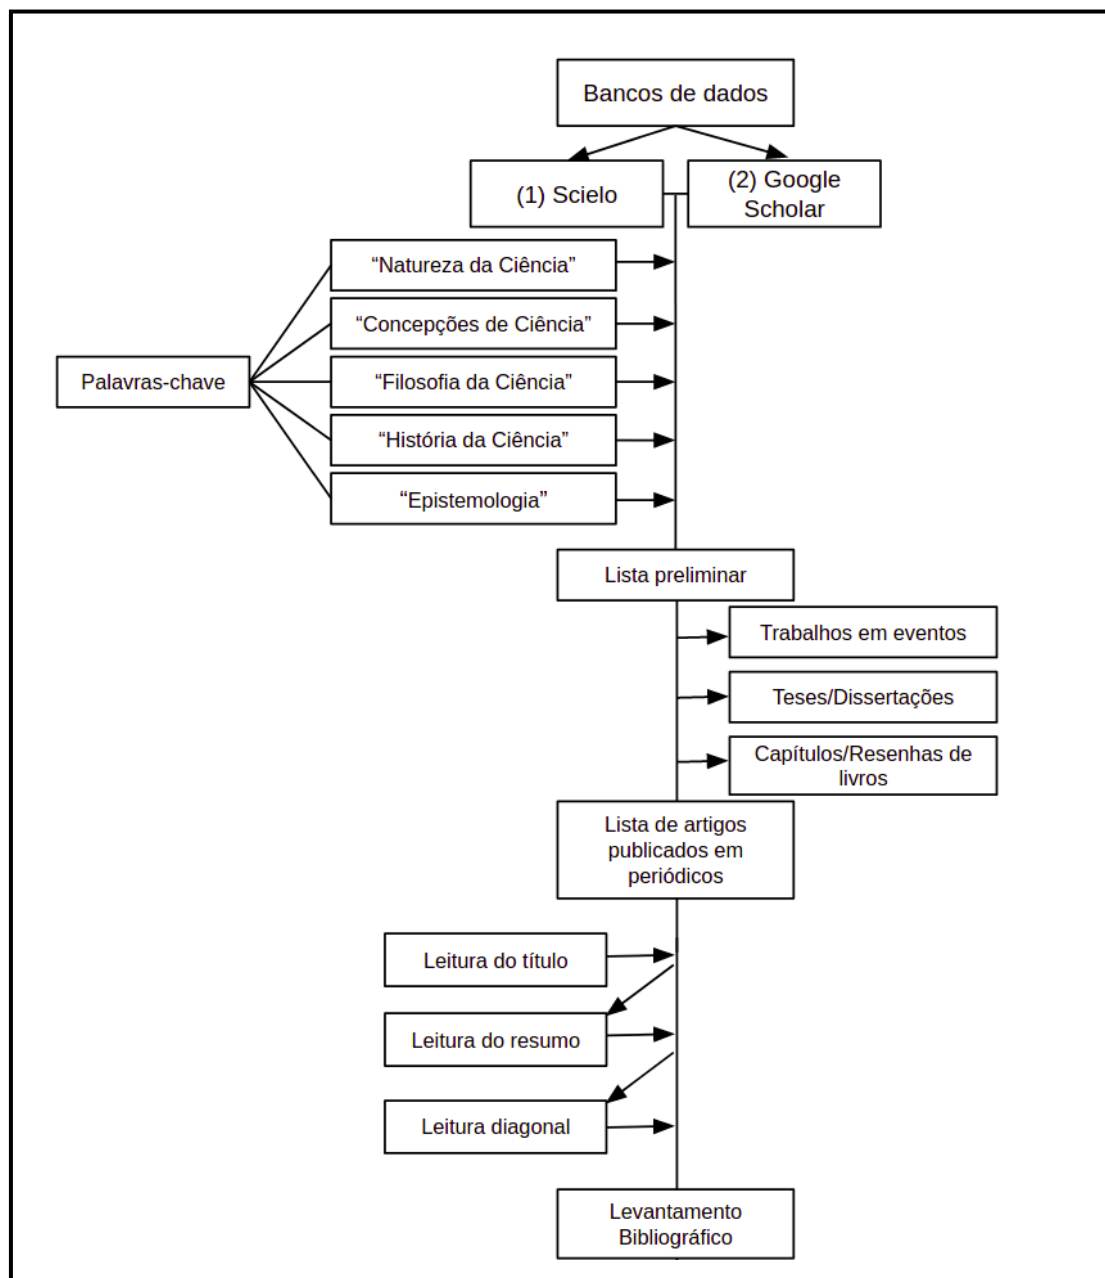 Bancos de dados
(1) Scielo
(2) Google
Scholar
“Natureza da Ciência”
“Concepções de Ciência”
Palavras-chave
“Filosofia da Ciência”
“História da Ciência”
“Epistemologia”
Lista preliminar
Trabalhos em eventos
Teses/Dissertações
Capítulos/Resenhas de
livros
Lista de artigos
publicados em
periódicos
Leitura do título
Leitura do resumo
Leitura diagonal
Levantamento
Bibliográfico